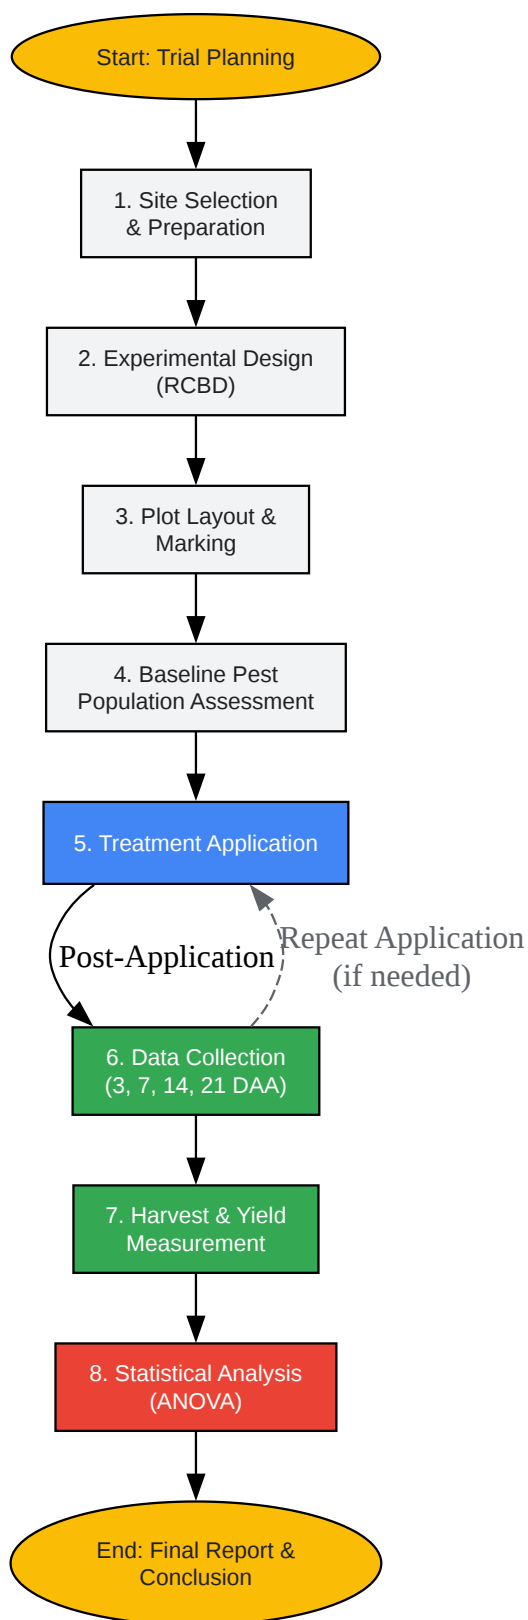 Start: Trial Planning
1. Site Selection
& Preparation
2. Experimental Design
(RCBD)
3. Plot Layout &
Marking
4. Baseline Pest
Population Assessment
5. Treatment Application
Post-Application
Repeat Application
(if needed)
6. Data Collection
(3, 7, 14, 21 DAA)
7. Harvest & Yield
Measurement
8. Statistical Analysis
(ANOVA)
End: Final Report &
Conclusion